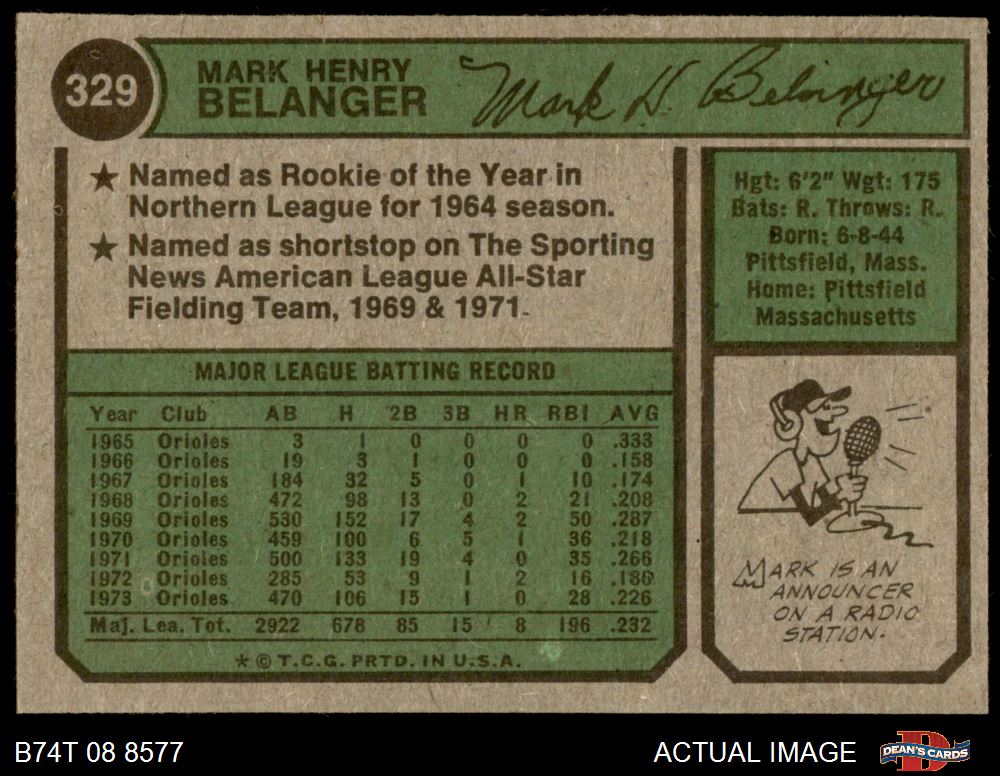 329
MARK HENRY
BELANGER
Mark H. Belanger
★ Named as Rookie of the Year in
Northern League for 1964 season.
★ Named as shortstop on The Sporting
News American League All-Star
Fielding Team, 1969 & 1971.
Hgt: 6'2" Wgt: 175
Bats: R. Throws: R.
Born: 6-8-44
Pittsfield, Mass.
Home: Pittsfield
Massachusetts
MAJOR LEAGUE BATTING RECORD
Year Club AB H 2B 3B HR RBI AVG
1965 Orioles 3 1 0 0 0 0 .333
1966 Orioles 19 3 1 0 0 0 .158
1967 Orioles 184 32 5 0 1 10 .174
1968 Orioles 472 98 13 0 2 21 .208
1969 Orioles 530 152 17 4 2 50 .287
1970 Orioles 459 100 6 5 1 36 .218
1971 Orioles 500 133 19 4 0 35 .266
1972 Orioles 285 53 9 1 2 16 .186
1973 Orioles 470 106 15 1 0 28 .226
Maj. Lea. Tot. 2922 678 85 15 8 196 .232
★ © T.C.G. PRTD. IN U.S.A.
MARK IS AN
ANNOUNCER
ON A RADIO
STATION.
B74T 08 8577
ACTUAL IMAGE
DEAN'S CARDS